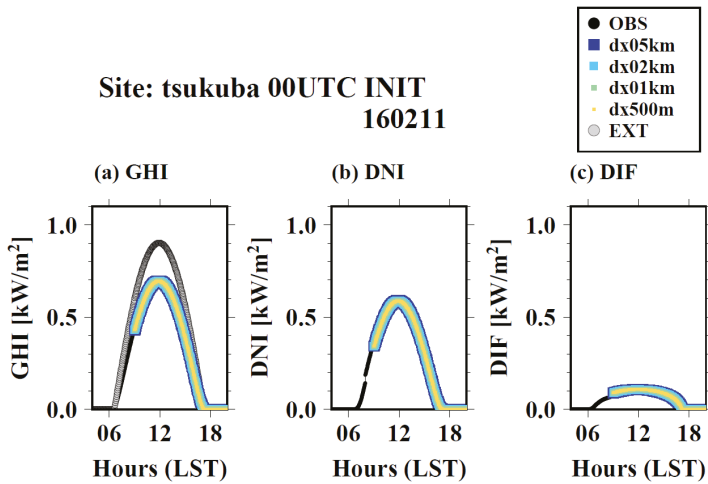 OBS
dx05km
dx02km
dx01km
dx500m
EXT
Site: tsukuba 00UTC INIT
160211
(a) GHI
(b) DNI
(c) DIF
GHI [kW/m²]
1.0
0.5
0.0
06 12 18
Hours (LST)
DNI [kW/m²]
1.0
0.5
0.0
06 12 18
Hours (LST)
DIF [kW/m²]
1.0
0.5
0.0
06 12 18
Hours (LST)